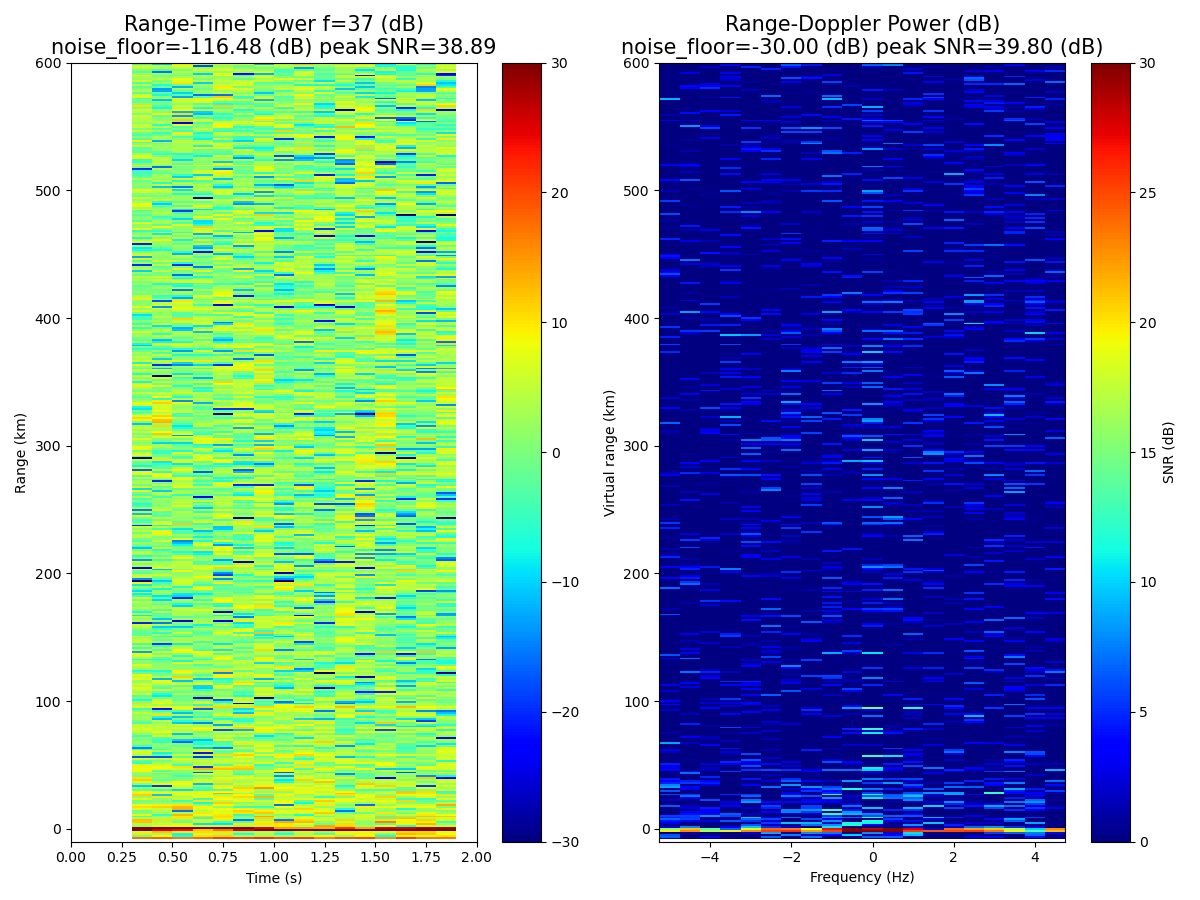 Range-Time Power f=37 (dB)
noise_floor=-116.48 (dB) peak SNR=38.89
600
500
400
300
200
100
0
Range (km)
0.00 0.25 0.50 0.75 1.00 1.25 1.50 1.75 2.00
Time (s)
30
20
10
0
−10
−20
−30
Range-Doppler Power (dB)
noise_floor=-30.00 (dB) peak SNR=39.80 (dB)
600
500
400
300
200
100
0
Virtual range (km)
−4 −2 0 2 4
Frequency (Hz)
30
25
20
15
10
5
0
SNR (dB)